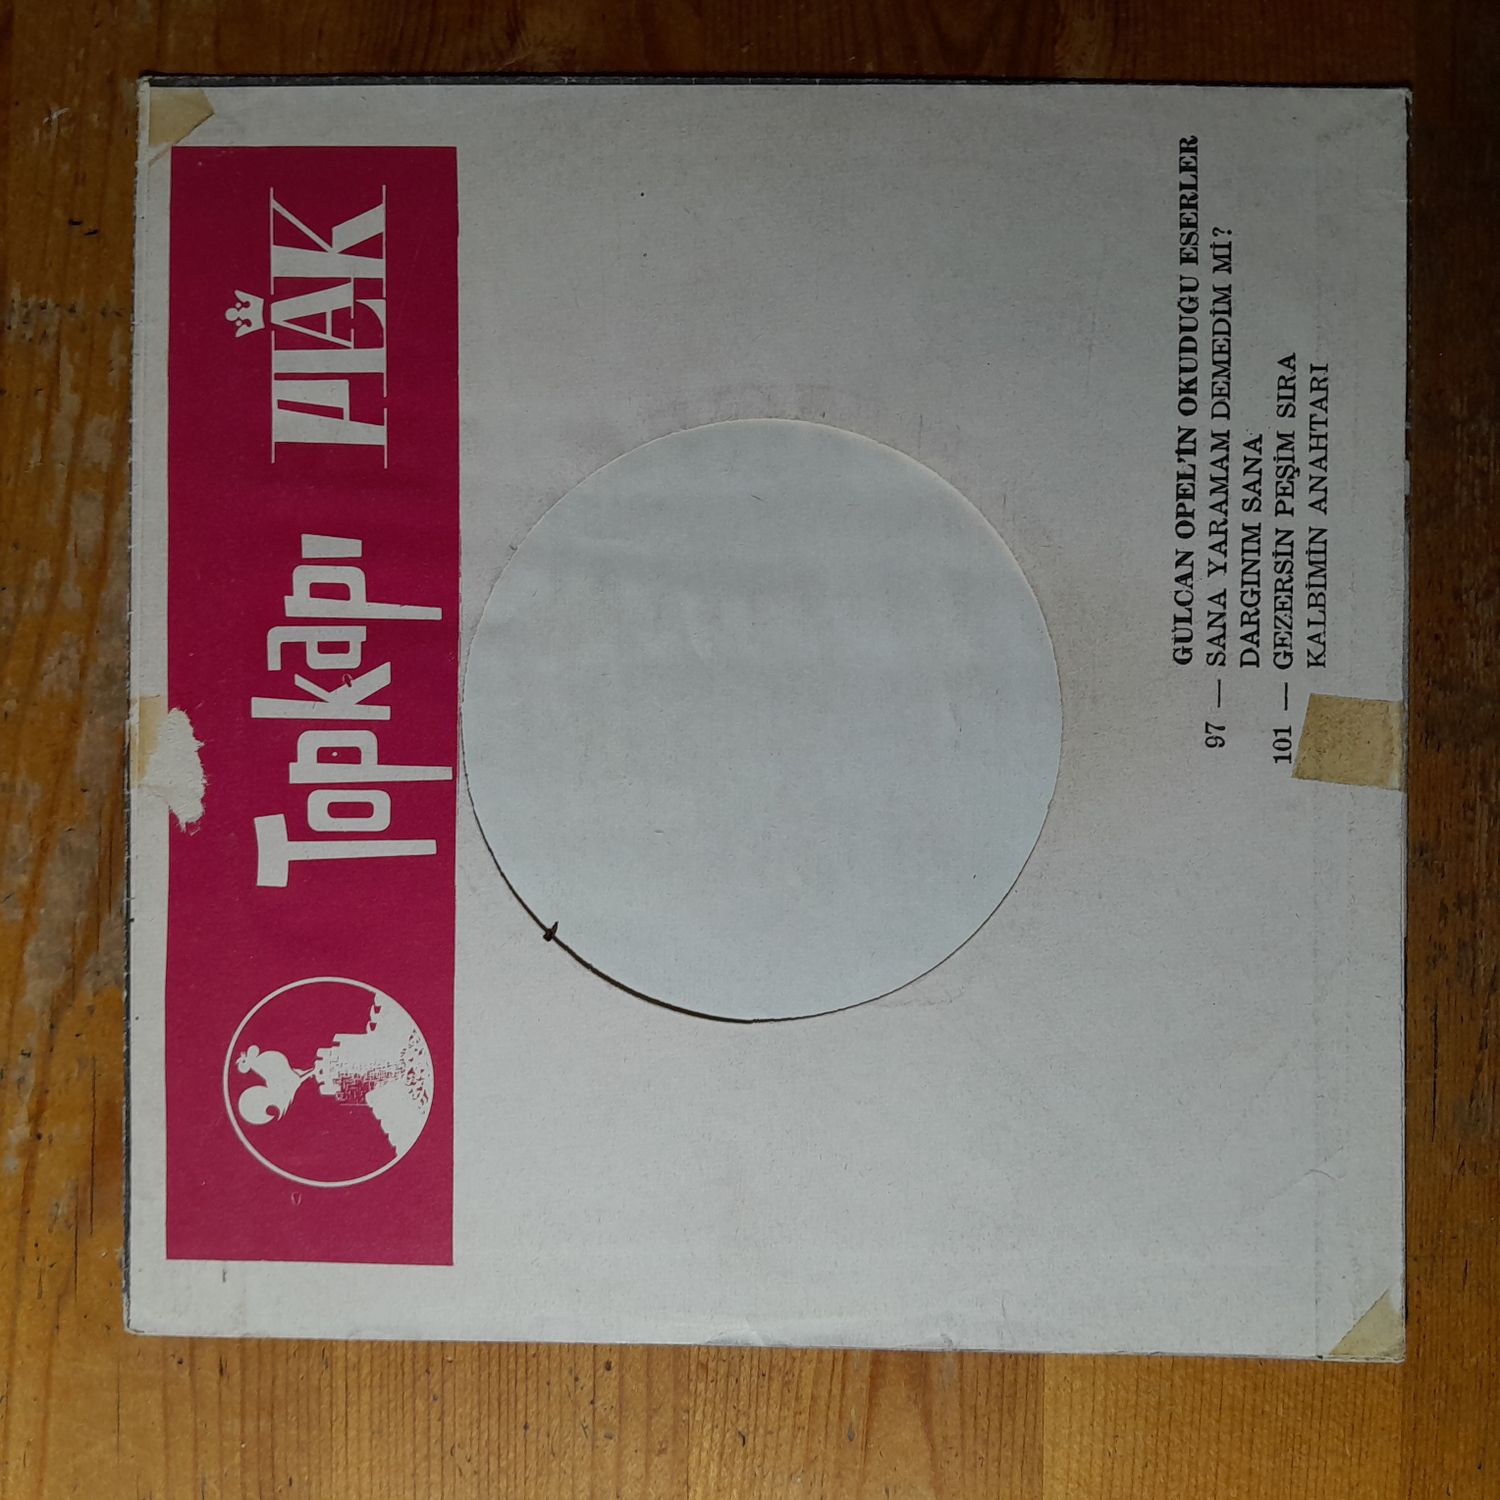 Topkapı PLAK
GÜLCAN OPEL'İN OKUDUĞU ESERLER
97 — SANA YARAMAM DEMEDİM Mİ?
DARGINIM SANA
101 — GEZERSİN PEŞİM SIRA
KALBİMİN ANAHTARI